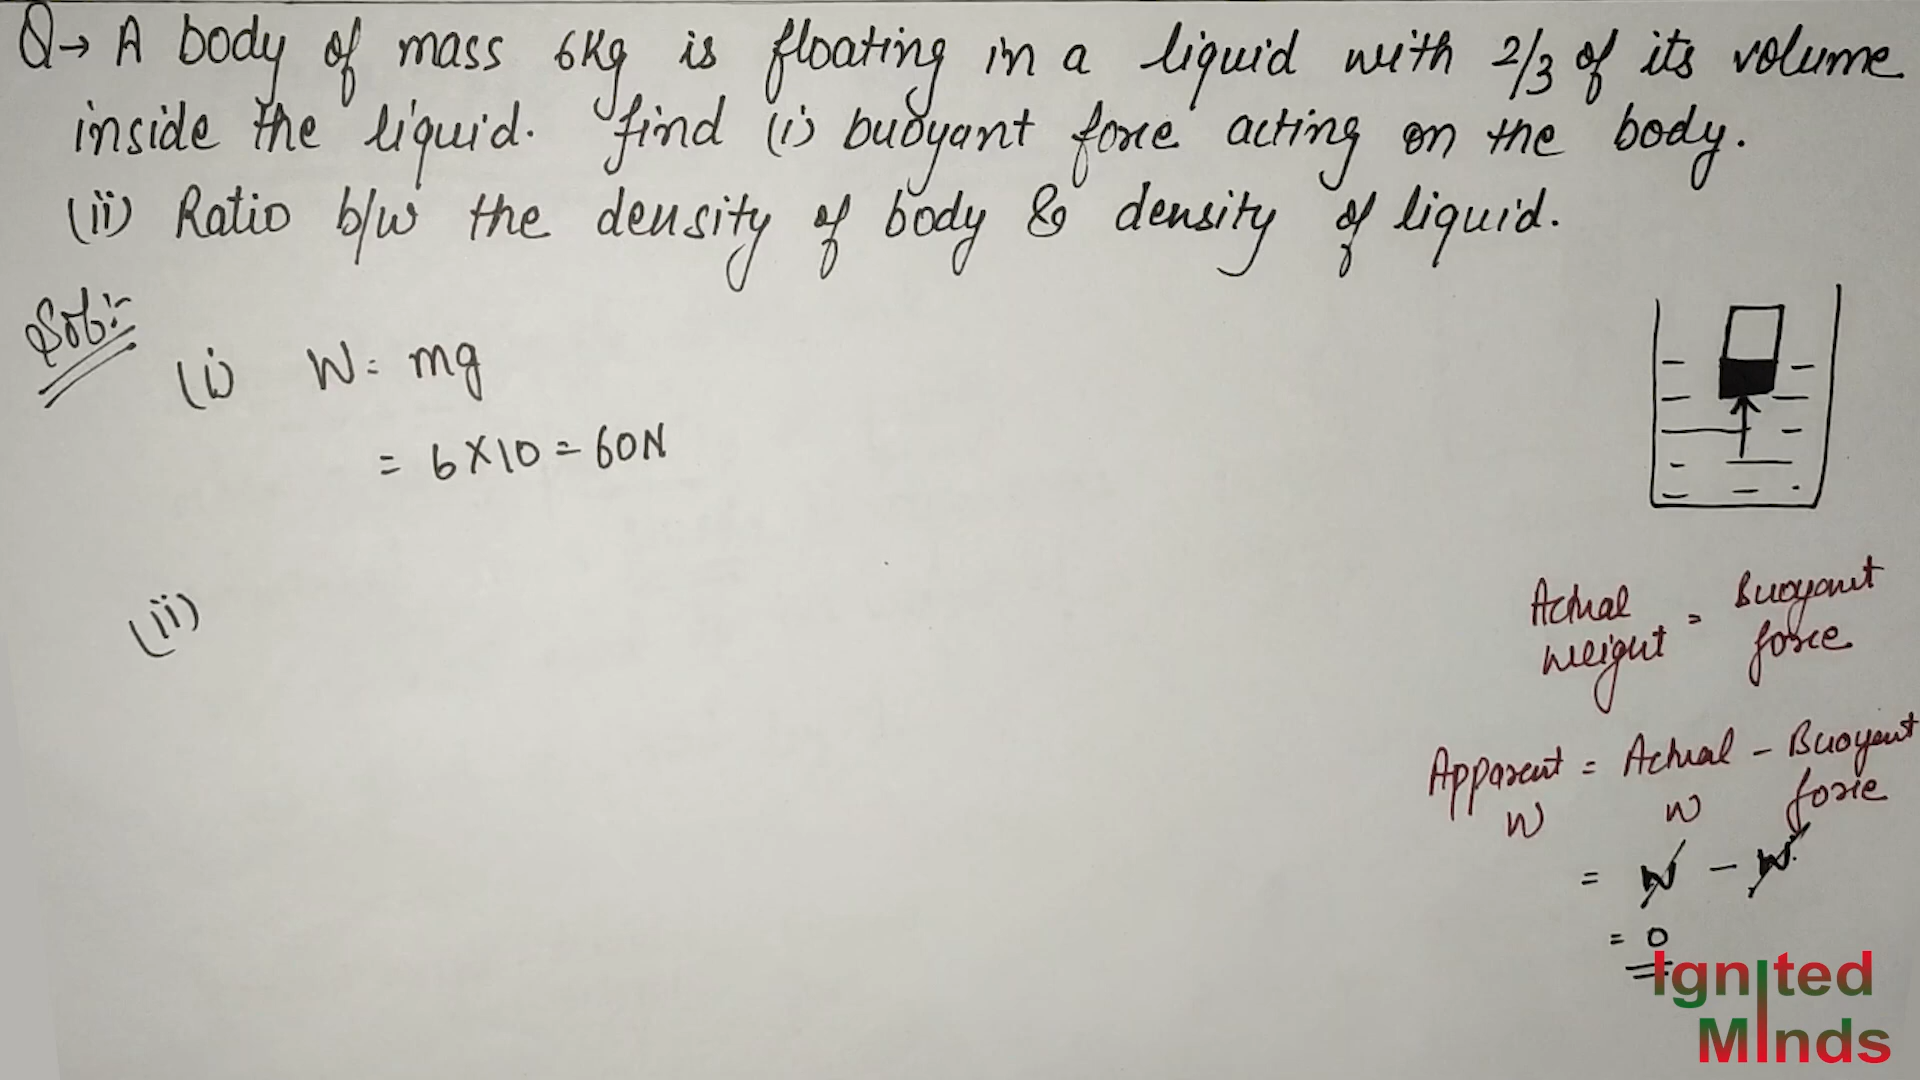 Q→ A body of mass 6Kg is floating in a liquid with 2/3 of its volume
inside the liquid. find (i) buoyant force acting on the body.
(ii) Ratio b/w the density of body & density of liquid.
Sol:-
(i) W = mg
= 6×10 = 60N
(ii)
Actual weight = Buoyant force
Apparent W = Actual W - Buoyant force
= W - W
= 0
Ignited
Minds